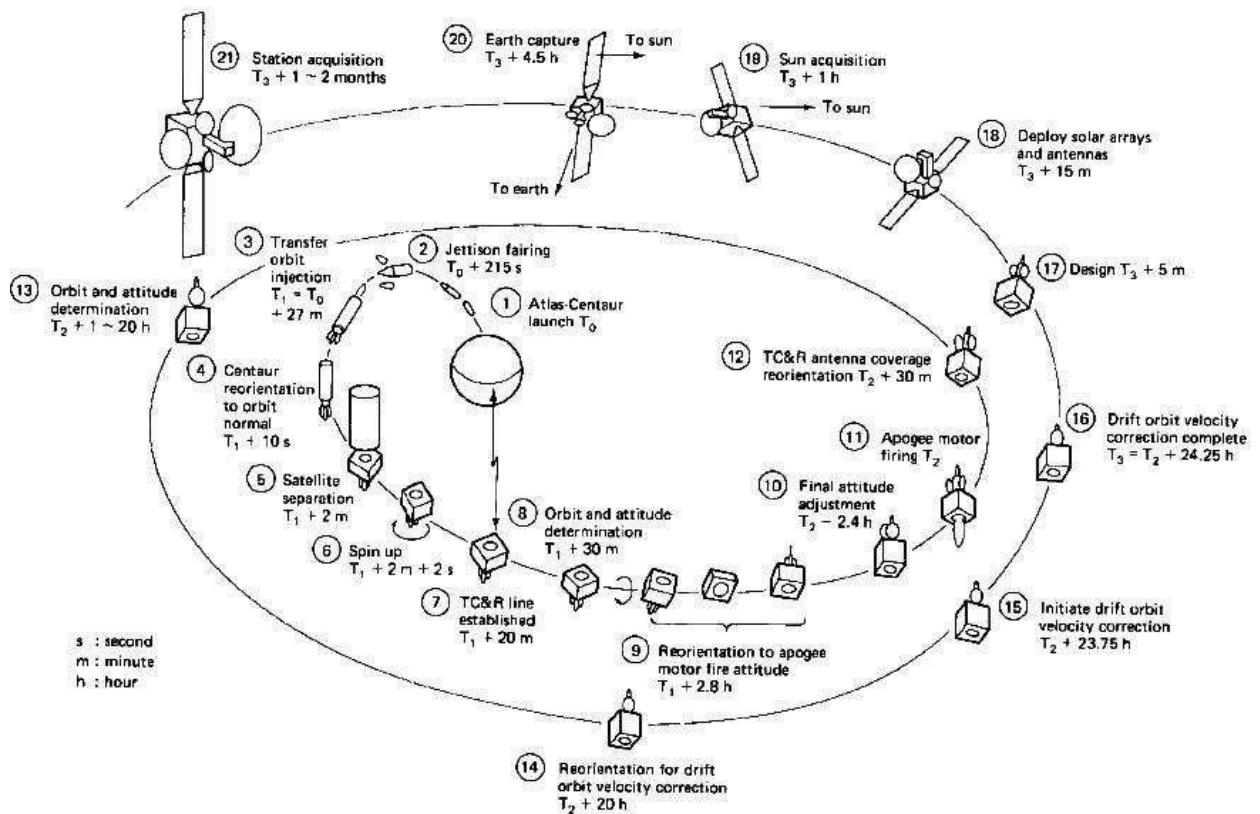 1
Atlas-Centaur
launch T₀
2
Jettison fairing
T₀ + 215 s
3
Transfer
orbit
injection
T₁ = T₀
+ 27 m
4
Centaur
reorientation
to orbit
normal
T₁ + 10 s
5
Satellite
separation
T₁ + 2 m
6
Spin up
T₁ + 2 m + 2 s
7
TC&R line
established
T₁ + 20 m
8
Orbit and attitude
determination
T₁ + 30 m
9
Reorientation to apogee
motor fire attitude
T₁ + 2.8 h
10
Final attitude
adjustment
T₂ − 2.4 h
11
Apogee motor
firing T₂
12
TC&R antenna coverage
reorientation T₂ + 30 m
13
Orbit and attitude
determination
T₂ + 1 ~ 20 h
14
Reorientation for drift
orbit velocity correction
T₂ + 20 h
15
Initiate drift orbit
velocity correction
T₂ + 23.75 h
16
Drift orbit velocity
correction complete
T₃ = T₂ + 24.25 h
17
Design T₃ + 5 m
18
Deploy solar arrays
and antennas
T₃ + 15 m
19
Sun acquisition
T₃ + 1 h
To sun
20
Earth capture
T₃ + 4.5 h
To sun
To earth
21
Station acquisition
T₃ + 1 ~ 2 months
s : second
m : minute
h : hour